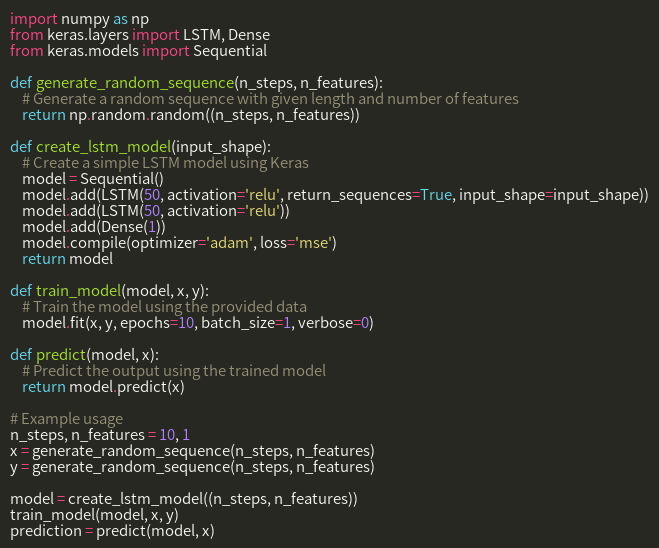 import numpy as np
from keras.layers import LSTM, Dense
from keras.models import Sequential

def generate_random_sequence(n_steps, n_features):
    # Generate a random sequence with given length and number of features
    return np.random.random((n_steps, n_features))

def create_lstm_model(input_shape):
    # Create a simple LSTM model using Keras
    model = Sequential()
    model.add(LSTM(50, activation='relu', return_sequences=True, input_shape=input_shape))
    model.add(LSTM(50, activation='relu'))
    model.add(Dense(1))
    model.compile(optimizer='adam', loss='mse')
    return model

def train_model(model, x, y):
    # Train the model using the provided data
    model.fit(x, y, epochs=10, batch_size=1, verbose=0)

def predict(model, x):
    # Predict the output using the trained model
    return model.predict(x)

# Example usage
n_steps, n_features = 10, 1
x = generate_random_sequence(n_steps, n_features)
y = generate_random_sequence(n_steps, n_features)

model = create_lstm_model((n_steps, n_features))
train_model(model, x, y)
prediction = predict(model, x)